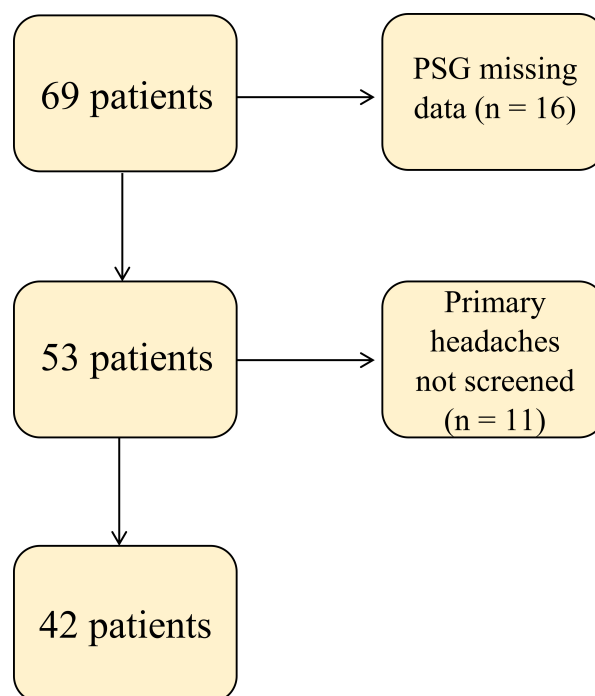 69 patients
PSG missing
data (n = 16)
53 patients
Primary
headaches
not screened
(n = 11)
42 patients